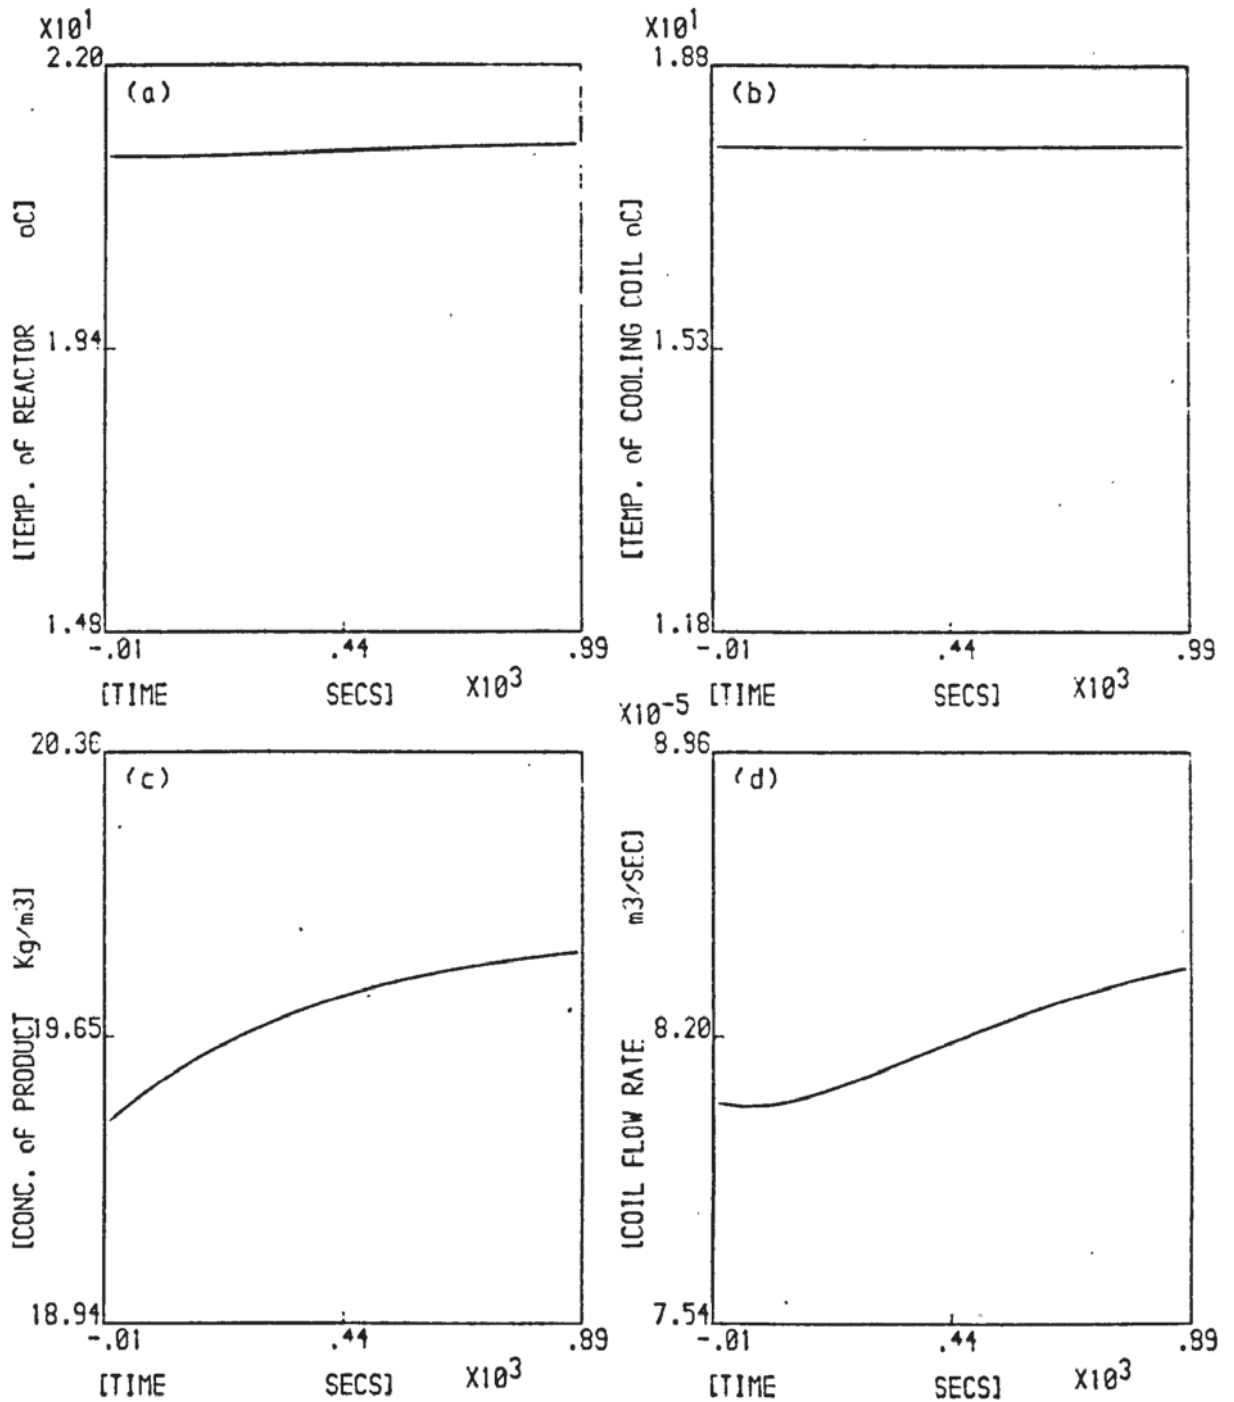 X10¹ X10¹
2.20 1.88
(a) (b)
[TEMP. of REACTOR oC] [TEMP. of COOLING COIL oC]
1.84 1.53
1.48 1.18
-.01 .44 .89 -.01 .44 .89
[TIME SECS] X10³ [TIME SECS] X10³
X10⁻⁵
20.36 8.96
(c) (d)
[CONC. of PRODUCT Kg/m3] [COIL FLOW RATE m3/SEC]
19.65 8.20
18.94 7.54
-.01 .44 .89 -.01 .44 .89
[TIME SECS] X10³ [TIME SECS] X10³